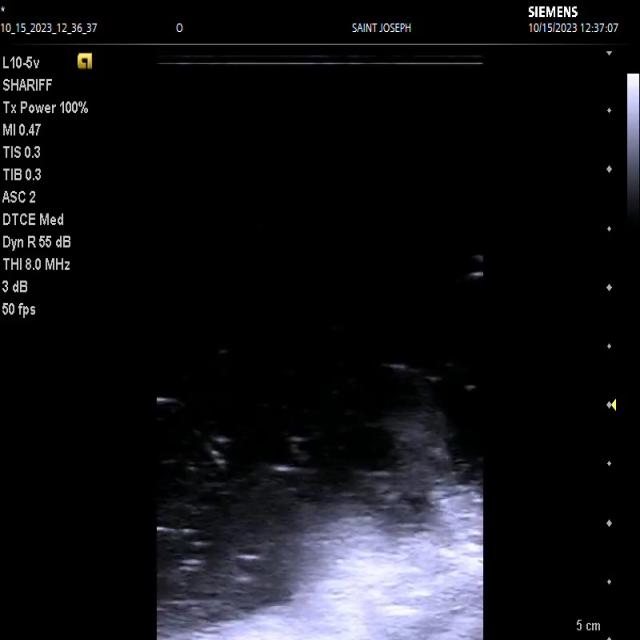 *
SIEMENS
10_15_2023_12_36_37 O SAINT JOSEPH 10/15/2023 12:37:07
L10-5v
SHARIFF
Tx Power 100%
MI 0.47
TIS 0.3
TIB 0.3
ASC 2
DTCE Med
Dyn R 55 dB
THI 8.0 MHz
3 dB
50 fps
5 cm